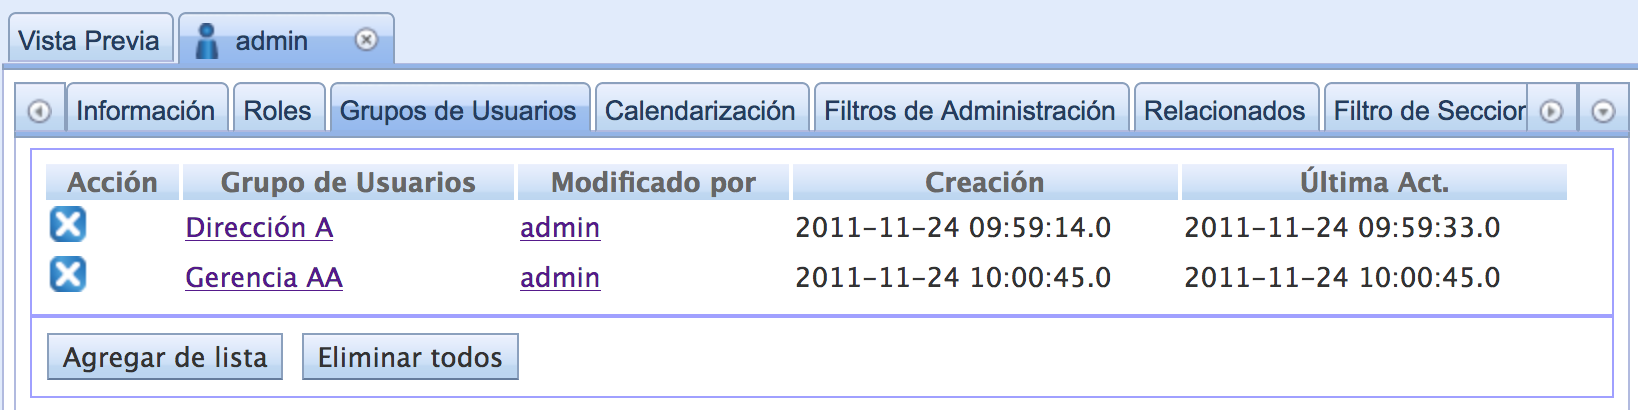 Vista Previa admin
Información Roles Grupos de Usuarios Calendarización Filtros de Administración Relacionados Filtro de Seccior
Acción Grupo de Usuarios Modificado por Creación Última Act.
Dirección A admin 2011-11-24 09:59:14.0 2011-11-24 09:59:33.0
Gerencia AA admin 2011-11-24 10:00:45.0 2011-11-24 10:00:45.0
Agregar de lista Eliminar todos